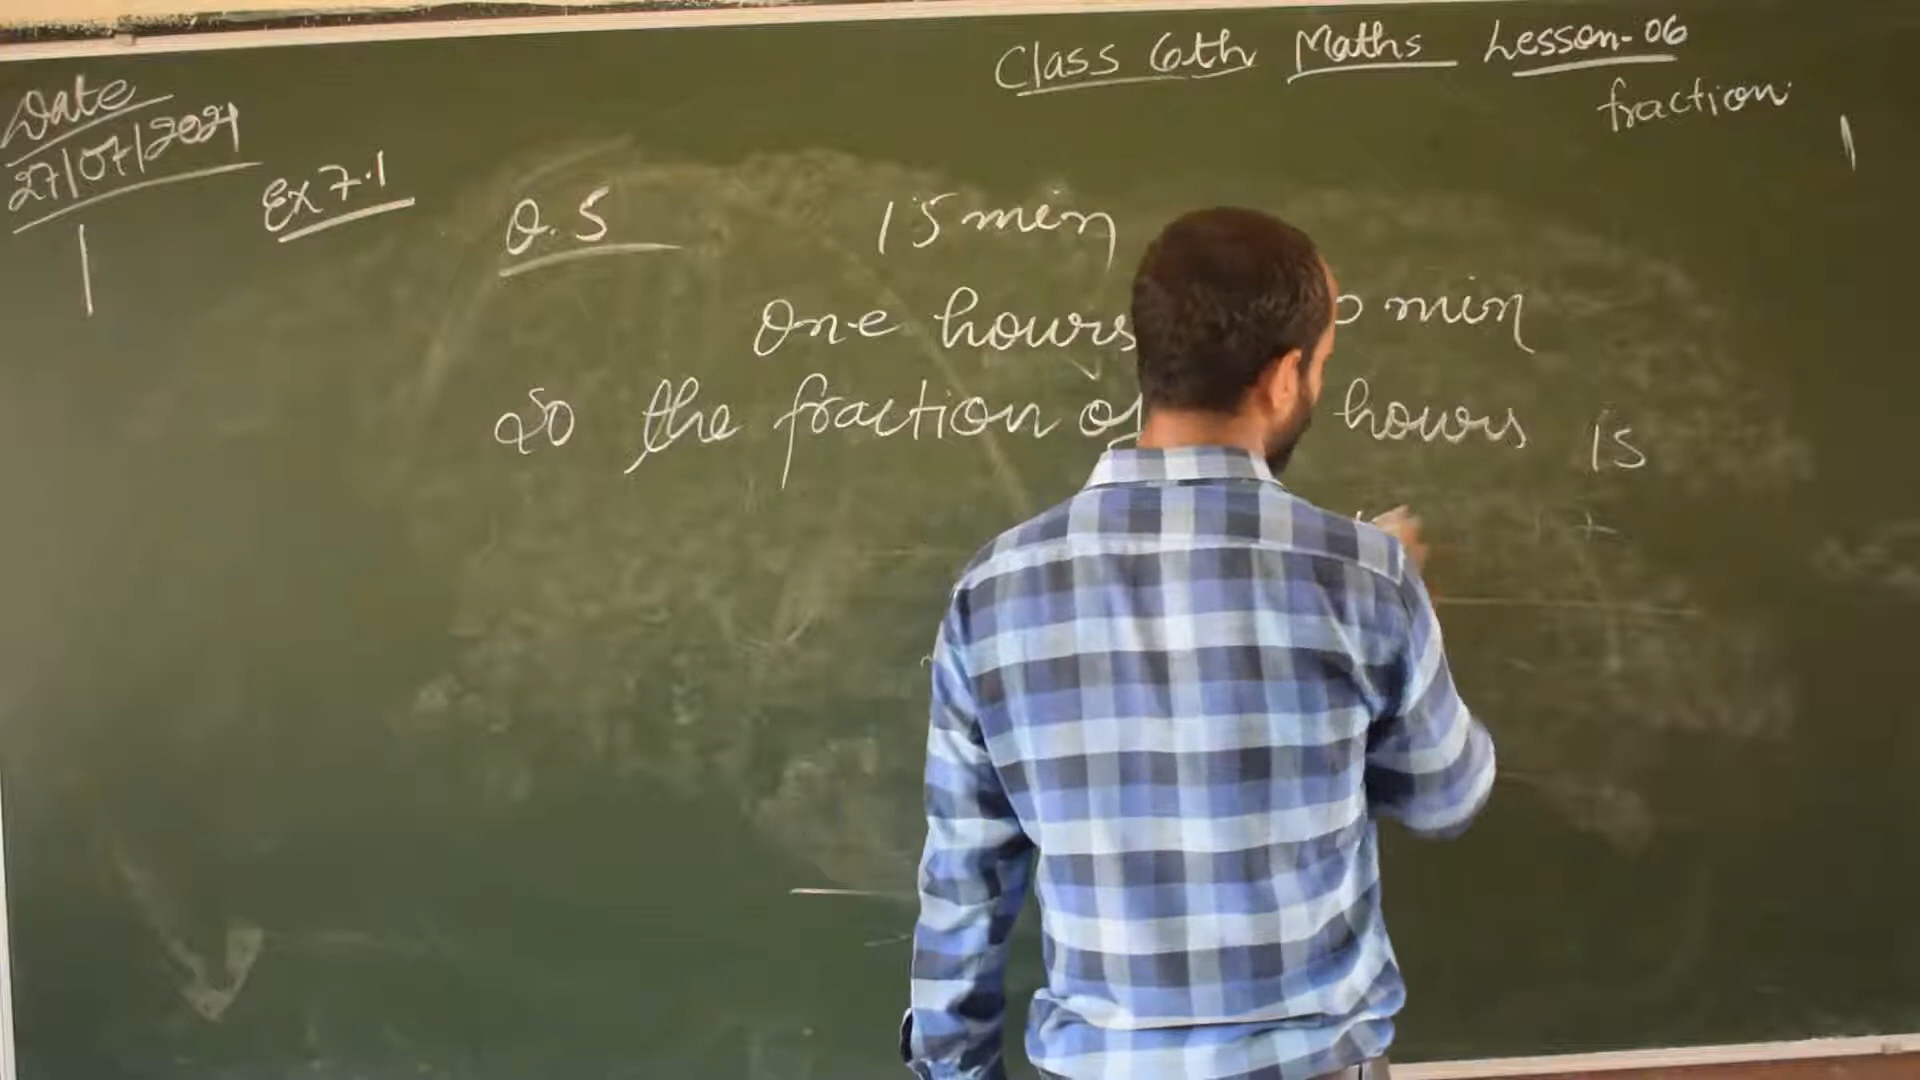 Class 6th Maths Lesson-06
fraction
Date
27/07/2024
Ex 7.1
Q.5 15 min
One hours min
So the fraction of hours is